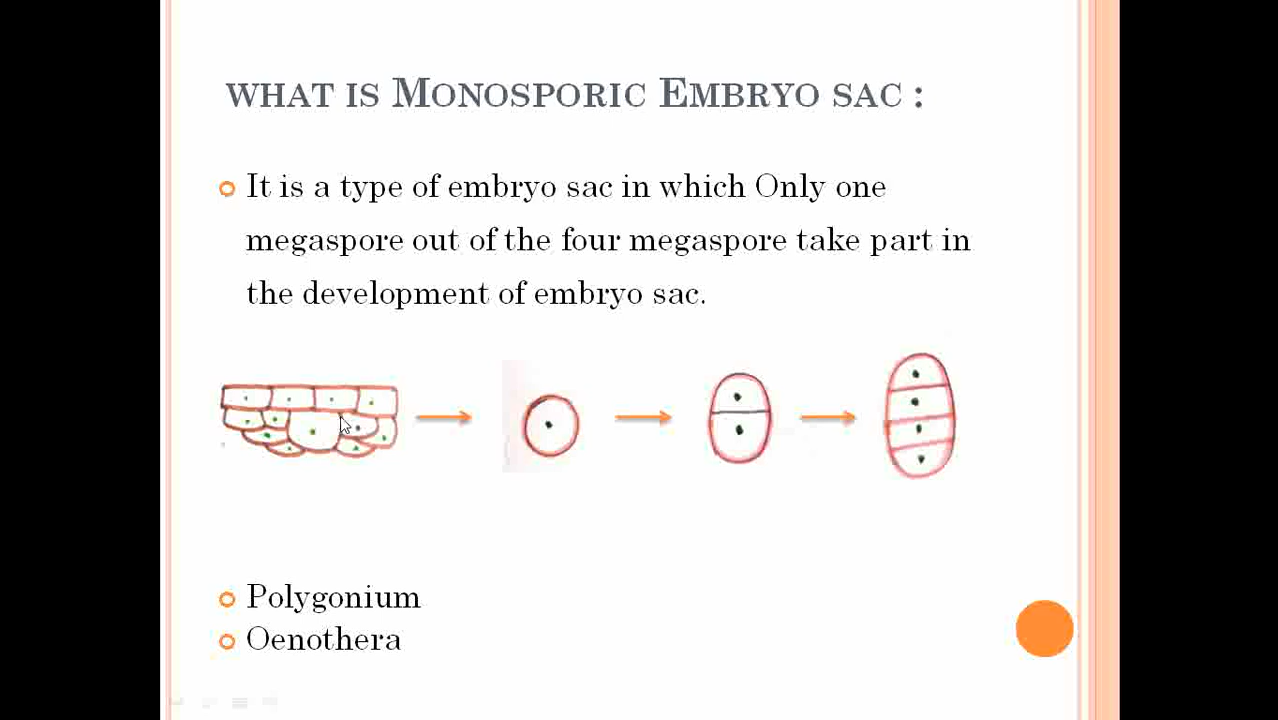 WHAT IS MONOSPORIC EMBRYO SAC :
It is a type of embryo sac in which Only one
megaspore out of the four megaspore take part in
the development of embryo sac.
Polygonium
Oenothera